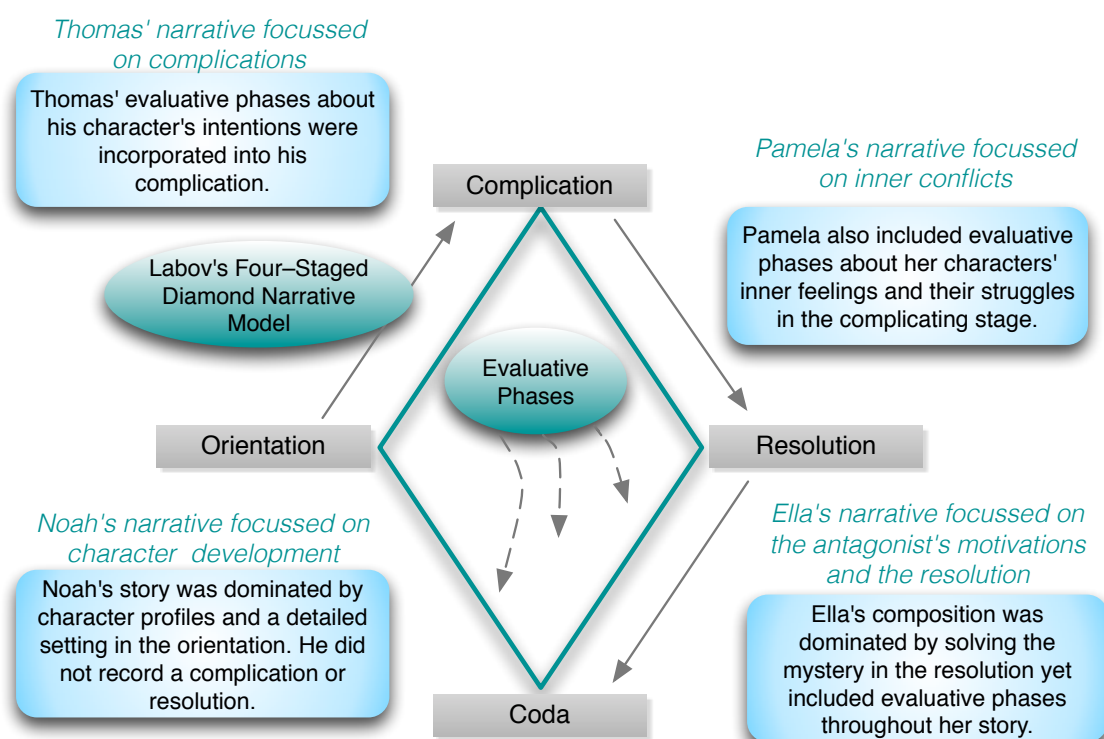 Thomas' narrative focussed
on complications
Thomas' evaluative phases about
his character's intentions were
incorporated into his
complication.
Complication
Pamela's narrative focussed
on inner conflicts
Pamela also included evaluative
phases about her characters'
inner feelings and their struggles
in the complicating stage.
Labov's Four–Staged
Diamond Narrative
Model
Evaluative
Phases
Orientation
Resolution
Noah's narrative focussed on
character development
Noah's story was dominated by
character profiles and a detailed
setting in the orientation. He did
not record a complication or
resolution.
Ella's narrative focussed on
the antagonist's motivations
and the resolution
Ella's composition was
dominated by solving the
mystery in the resolution yet
included evaluative phases
throughout her story.
Coda